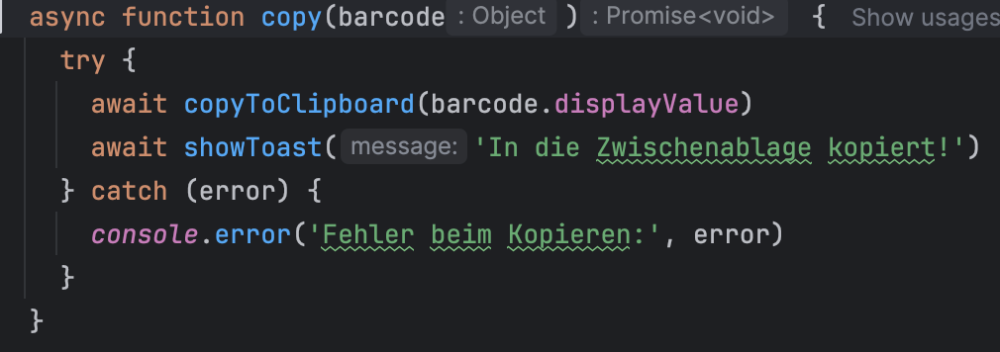 async function copy(barcode : Object ) : Promise<void> { Show usages
try {
await copyToClipboard(barcode.displayValue)
await showToast( message: 'In die Zwischenablage kopiert!')
} catch (error) {
console.error('Fehler beim Kopieren:', error)
}
}